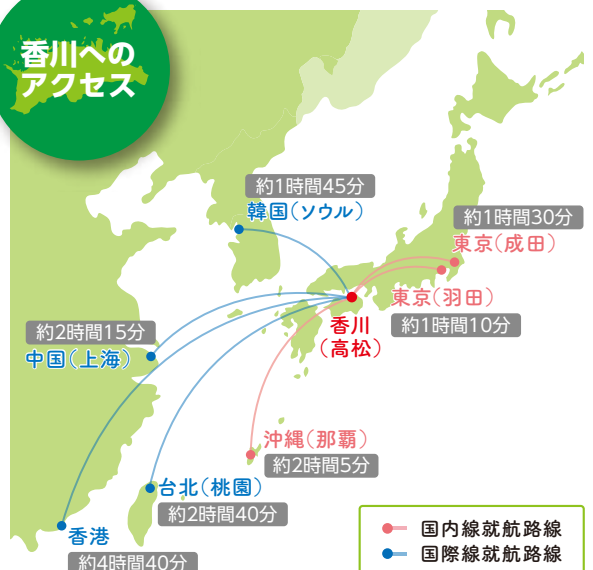 香川への
アクセス
約1時間45分
韓国(ソウル)
約1時間30分
東京(成田)
東京(羽田)
約1時間10分
香川
(高松)
約2時間15分
中国(上海)
沖縄(那覇)
約2時間5分
台北(桃園)
約2時間40分
香港
約4時間40分
国内線就航路線
国際線就航路線